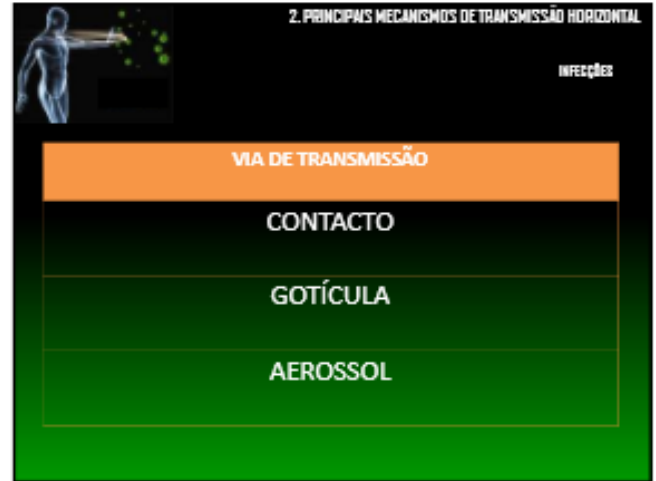 2. PRINCIPAIS MECANISMOS DE TRANSMISSÃO HORIZONTAL
INFECÇÕES
VIA DE TRANSMISSÃO
CONTACTO
GOTÍCULA
AEROSSOL